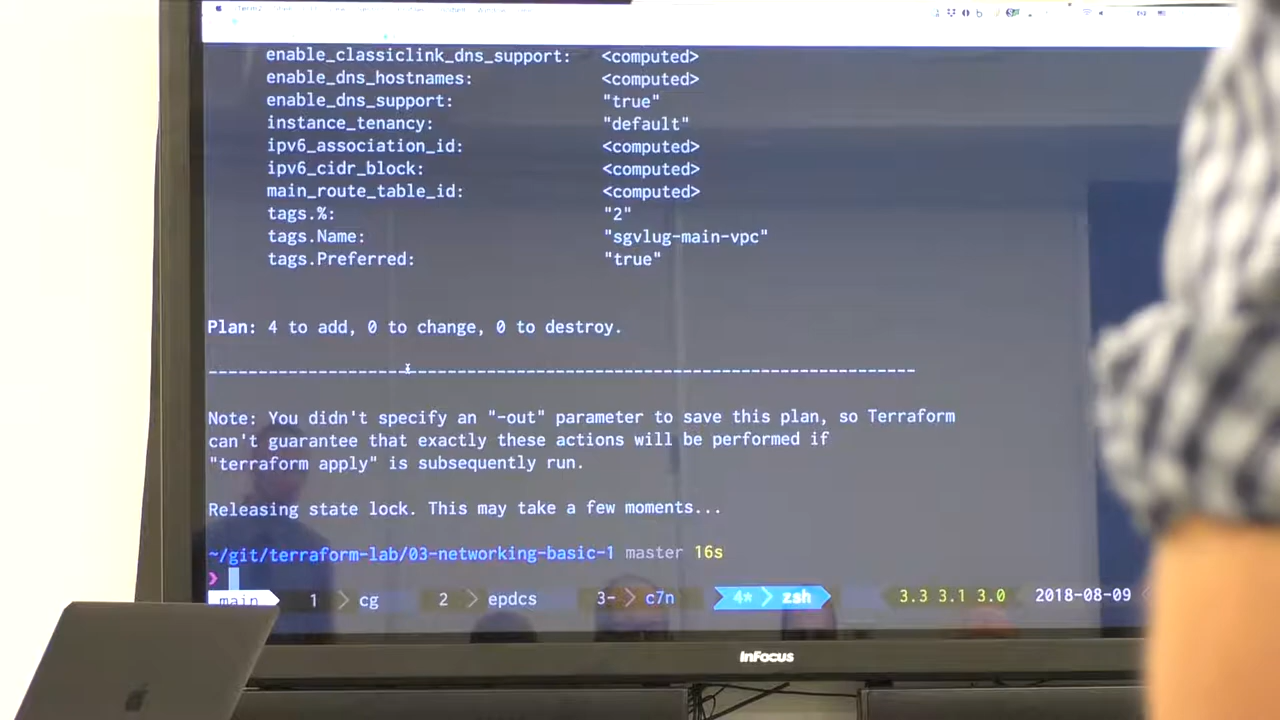 enable_classiclink_dns_support: <computed>
enable_dns_hostnames: <computed>
enable_dns_support: "true"
instance_tenancy: "default"
ipv6_association_id: <computed>
ipv6_cidr_block: <computed>
main_route_table_id: <computed>
tags.%: "2"
tags.Name: "sgvlug-main-vpc"
tags.Preferred: "true"
Plan: 4 to add, 0 to change, 0 to destroy.
------------------------------------------------------------------------
Note: You didn't specify an "-out" parameter to save this plan, so Terraform
can't guarantee that exactly these actions will be performed if
"terraform apply" is subsequently run.
Releasing state lock. This may take a few moments...
~/git/terraform-lab/03-networking-basic-1 master 16s
❯
main 1 cg 2 epdcs 3- c7n 4* zsh 3.3 3.1 3.0 2018-08-09
InFocus